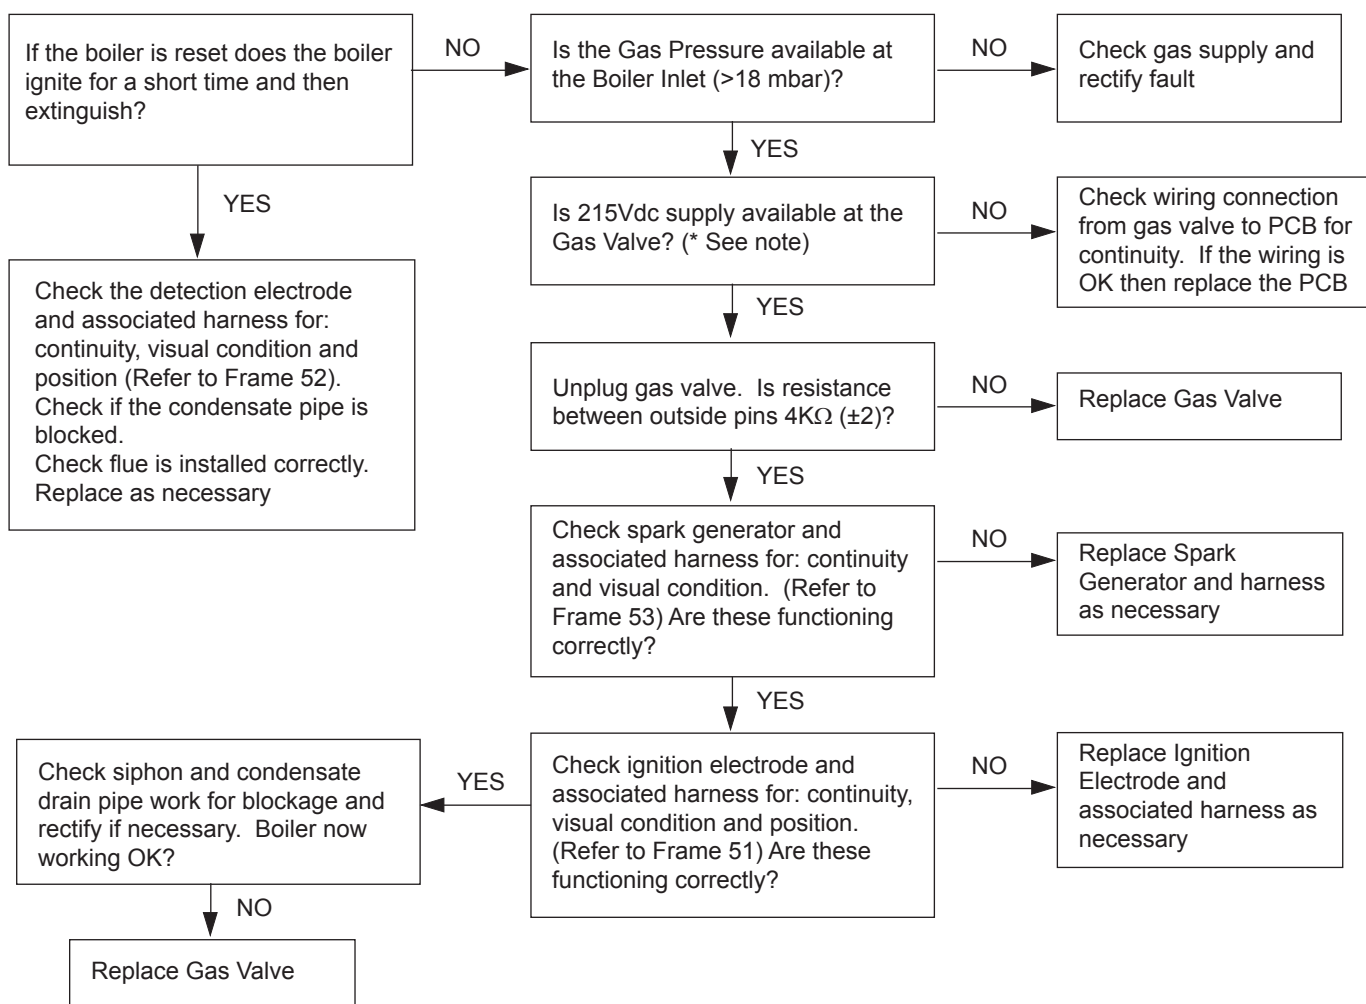 If the boiler is reset does the boiler
ignite for a short time and then
extinguish?
NO
Is the Gas Pressure available at
the Boiler Inlet (>18 mbar)?
NO
Check gas supply and
rectify fault
YES
YES
Check the detection electrode
and associated harness for:
continuity, visual condition and
position (Refer to Frame 52).
Check if the condensate pipe is
blocked.
Check flue is installed correctly.
Replace as necessary
Is 215Vdc supply available at the
Gas Valve? (* See note)
NO
Check wiring connection
from gas valve to PCB for
continuity.  If the wiring is
OK then replace the PCB
YES
Unplug gas valve.  Is resistance
between outside pins 4KΩ (±2)?
NO
Replace Gas Valve
YES
Check spark generator and
associated harness for: continuity
and visual condition.  (Refer to
Frame 53) Are these functioning
correctly?
NO
Replace Spark
Generator and harness
as necessary
YES
Check ignition electrode and
associated harness for: continuity,
visual condition and position.
(Refer to Frame 51) Are these
functioning correctly?
NO
Replace Ignition
Electrode and
associated harness as
necessary
YES
Check siphon and condensate
drain pipe work for blockage and
rectify if necessary.  Boiler now
working OK?
NO
Replace Gas Valve